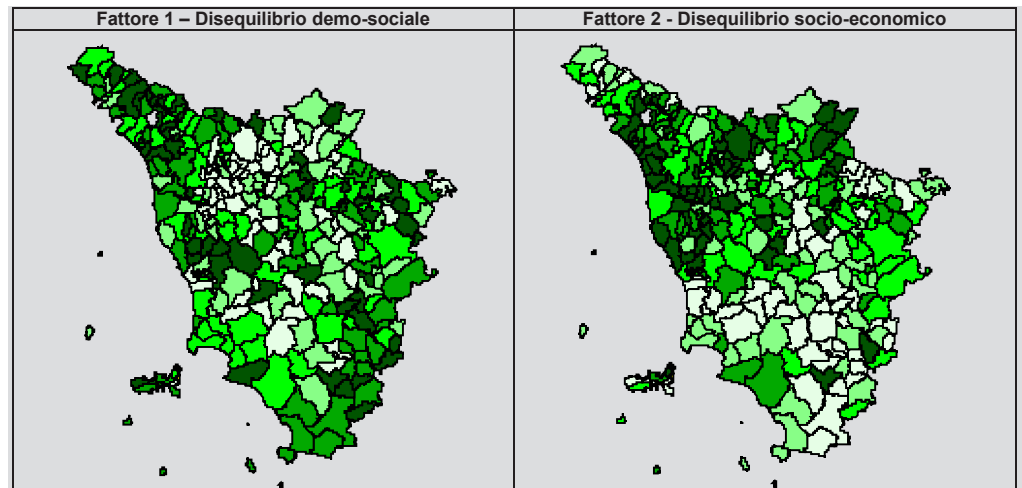 Fattore 1 – Disequilibrio demo-sociale
Fattore 2 - Disequilibrio socio-economico